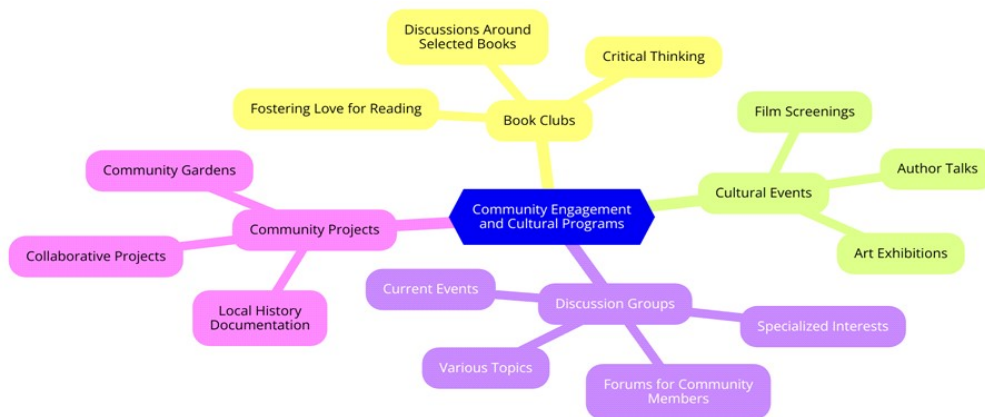 Discussions Around
Selected Books
Critical Thinking
Fostering Love for Reading
Book Clubs
Film Screenings
Author Talks
Cultural Events
Art Exhibitions
Community Gardens
Community Engagement
and Cultural Programs
Community Projects
Collaborative Projects
Local History
Documentation
Current Events
Discussion Groups
Specialized Interests
Various Topics
Forums for Community
Members